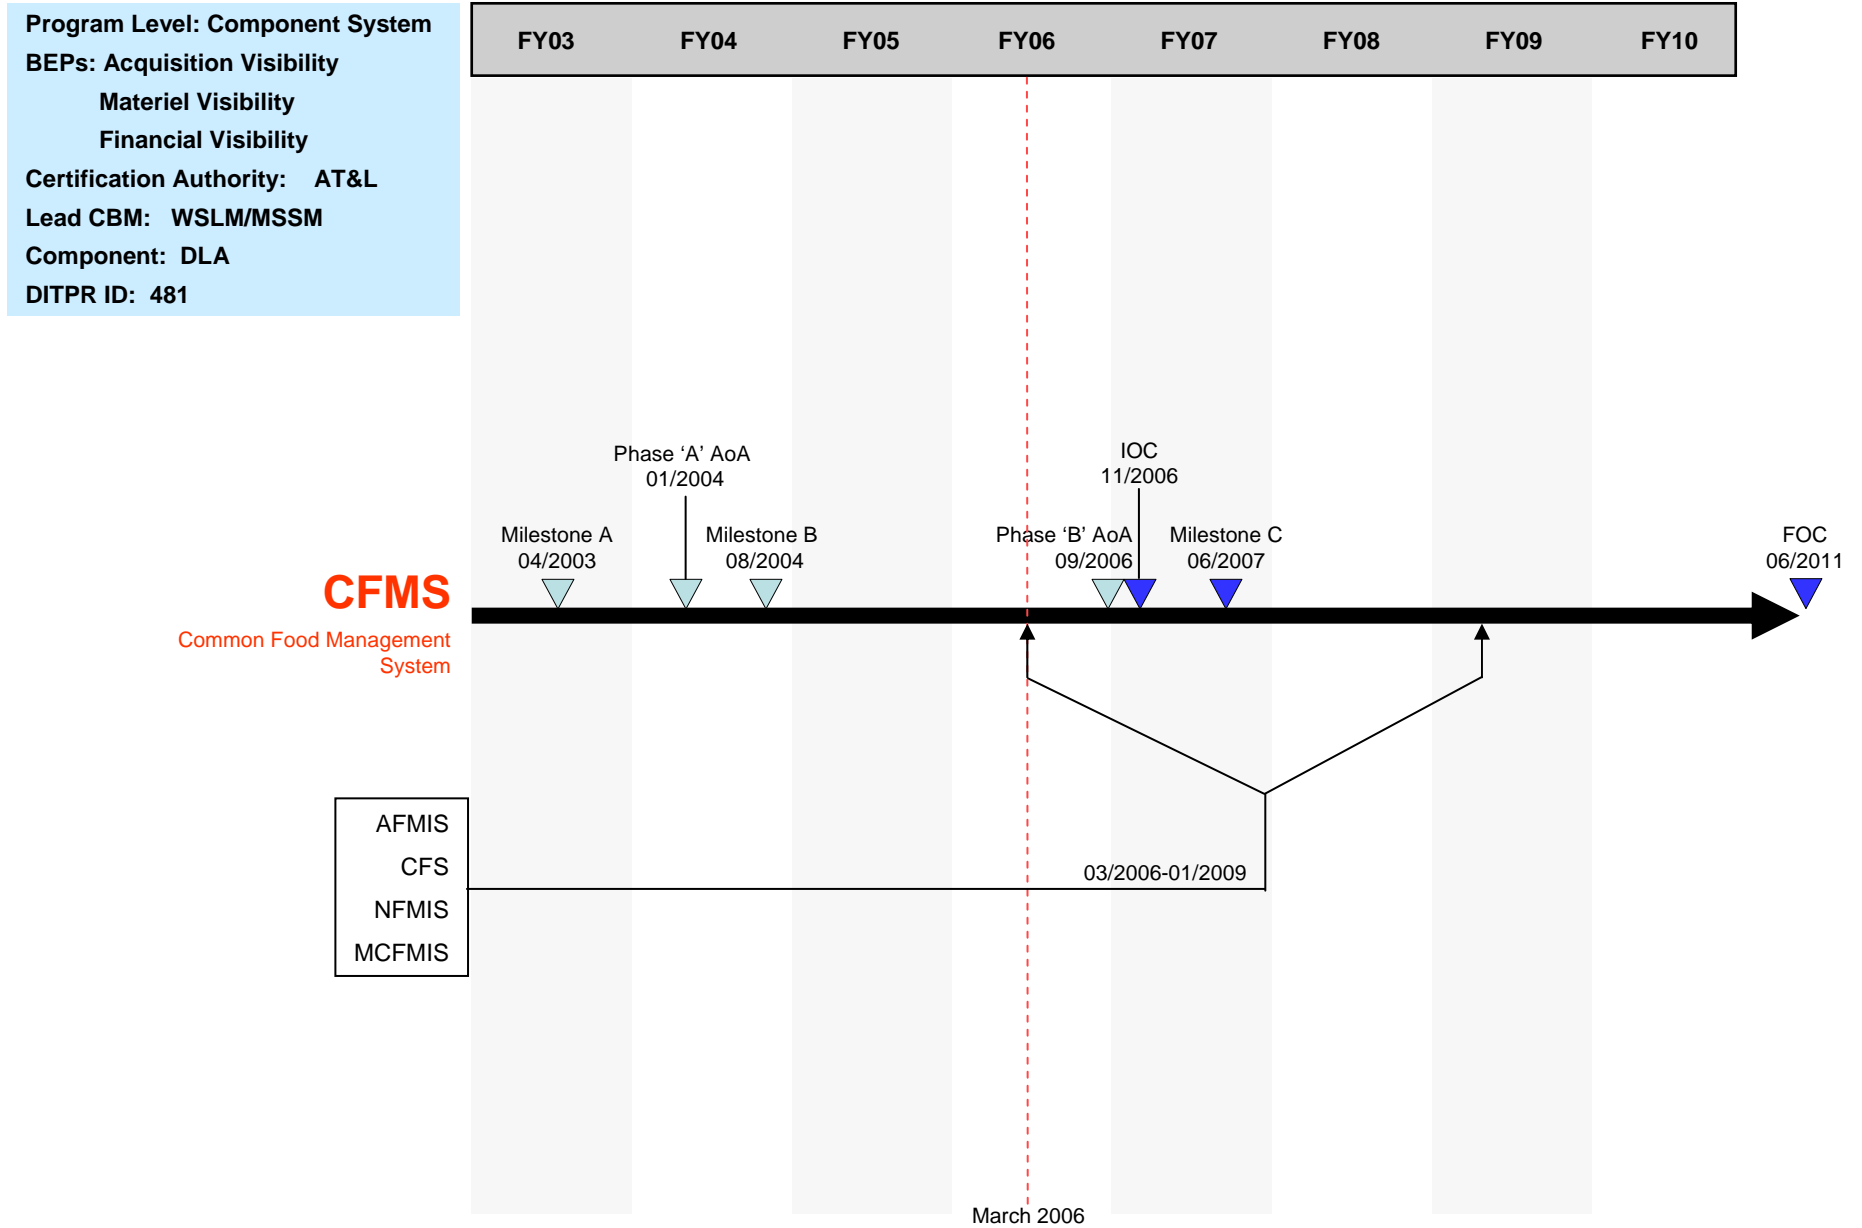 Program Level: Component System
BEPs: Acquisition Visibility
Materiel Visibility
Financial Visibility
Certification Authority: AT&L
Lead CBM: WSLM/MSSM
Component: DLA
DITPR ID: 481
FY03 FY04 FY05 FY06 FY07 FY08 FY09 FY10
Phase ‘A’ AoA
01/2004
IOC
11/2006
Milestone A
04/2003
Milestone B
08/2004
Phase ‘B’ AoA
09/2006
Milestone C
06/2007
FOC
06/2011
CFMS
Common Food Management
System
AFMIS
CFS
NFMIS
MCFMIS
03/2006-01/2009
March 2006